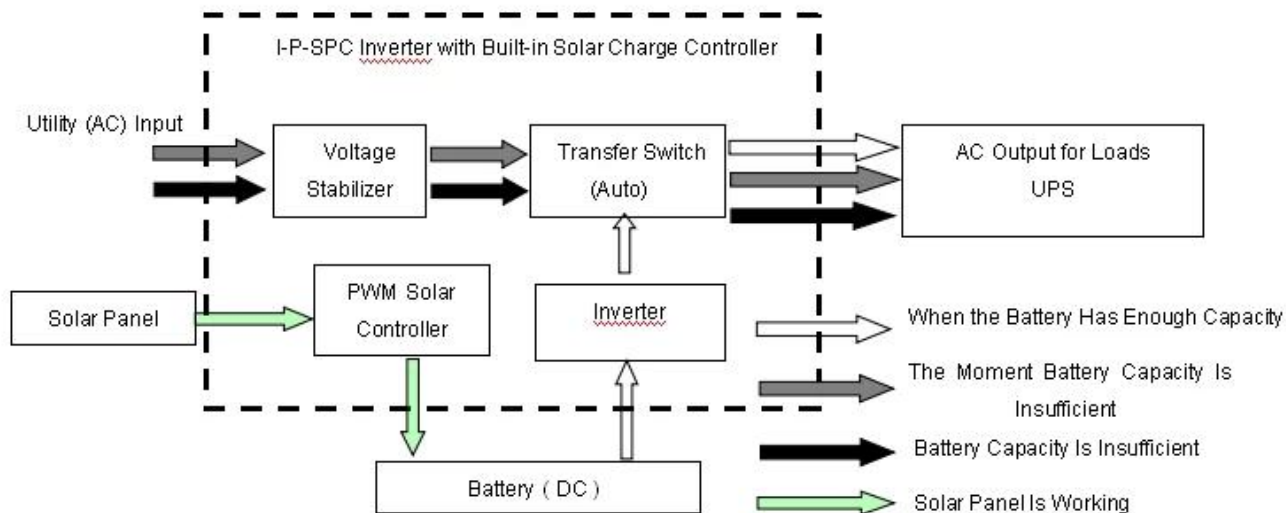 I-P-SPC Inverter with Built-in Solar Charge Controller
Utility (AC) Input
Voltage
Stabilizer
Transfer Switch
(Auto)
AC Output for Loads
UPS
Solar Panel
PWM Solar
Controller
Inverter
When the Battery Has Enough Capacity
The Moment Battery Capacity Is
Insufficient
Battery Capacity Is Insufficient
Battery ( DC )
Solar Panel Is Working